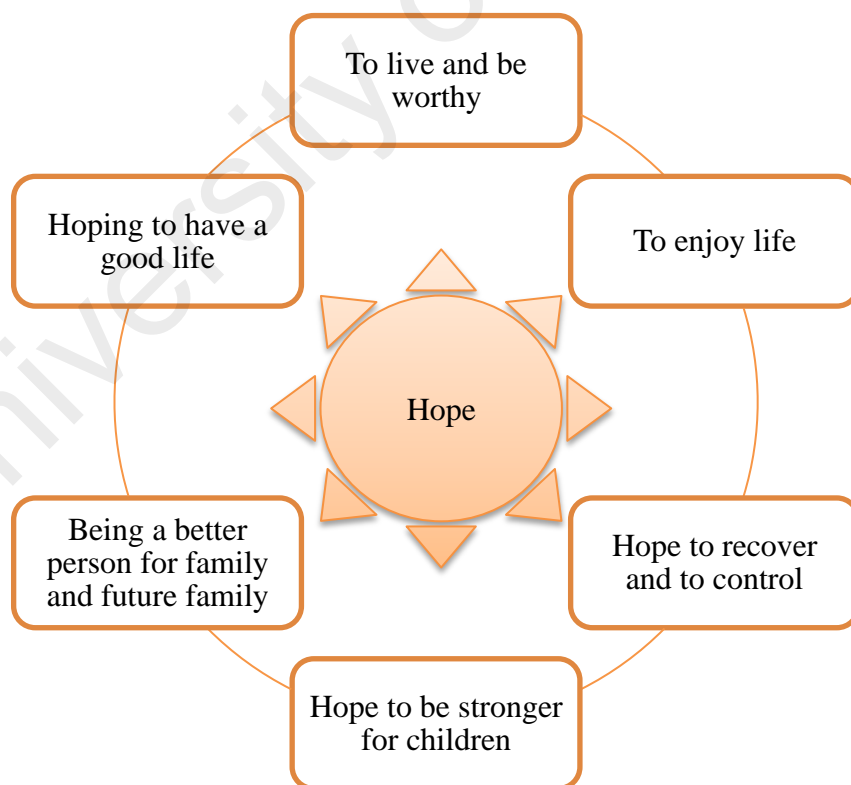 To live and be
worthy
To enjoy life
Hope to recover
and to control
Hope to be stronger
for children
Being a better
person for family
and future family
Hoping to have a
good life
Hope
University o